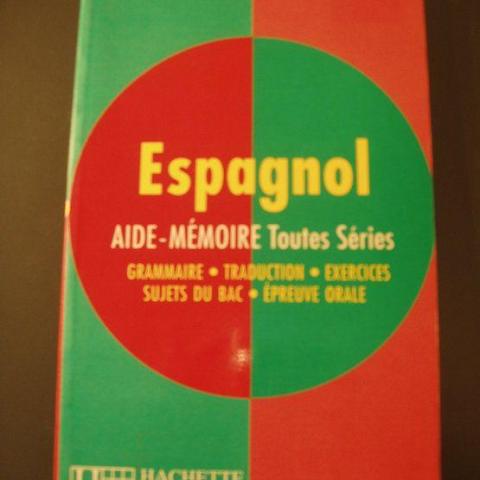 Espagnol
AIDE-MÉMOIRE Toutes Séries
GRAMMAIRE • TRADUCTION • EXERCICES
SUJETS DU BAC • ÉPREUVE ORALE
HACHETTE